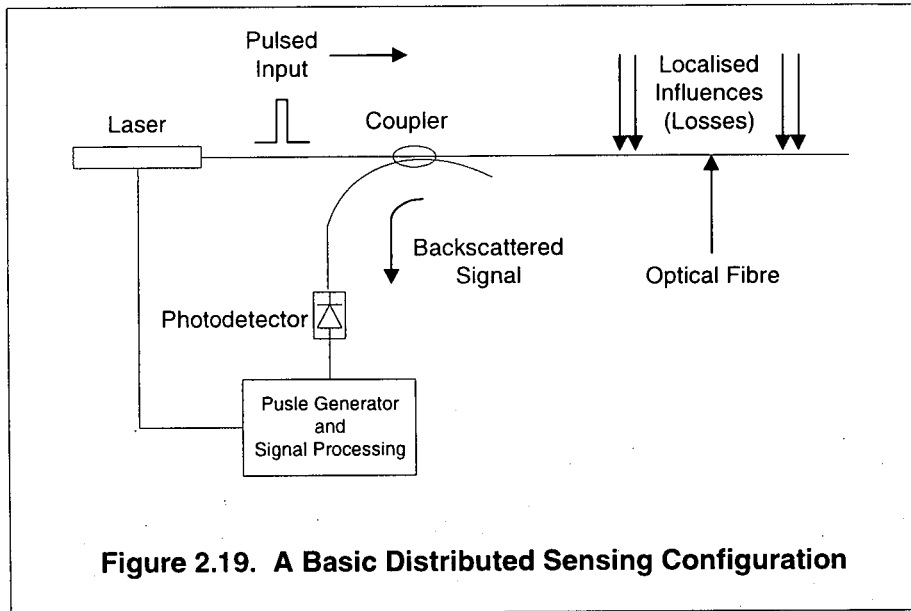 Pulsed
Input
Localised
Influences
(Losses)
Laser
Coupler
Backscattered
Signal
Optical Fibre
Photodetector
Pusle Generator
and
Signal Processing
Figure 2.19. A Basic Distributed Sensing Configuration